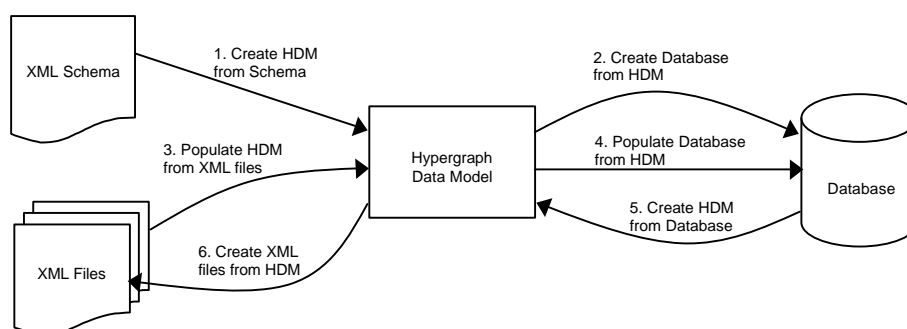 XML Schema
1. Create HDM
from Schema
2. Create Database
from HDM
3. Populate HDM
from XML files
Hypergraph
Data Model
4. Populate Database
from HDM
Database
5. Create HDM
from Database
6. Create XML
files from HDM
XML Files